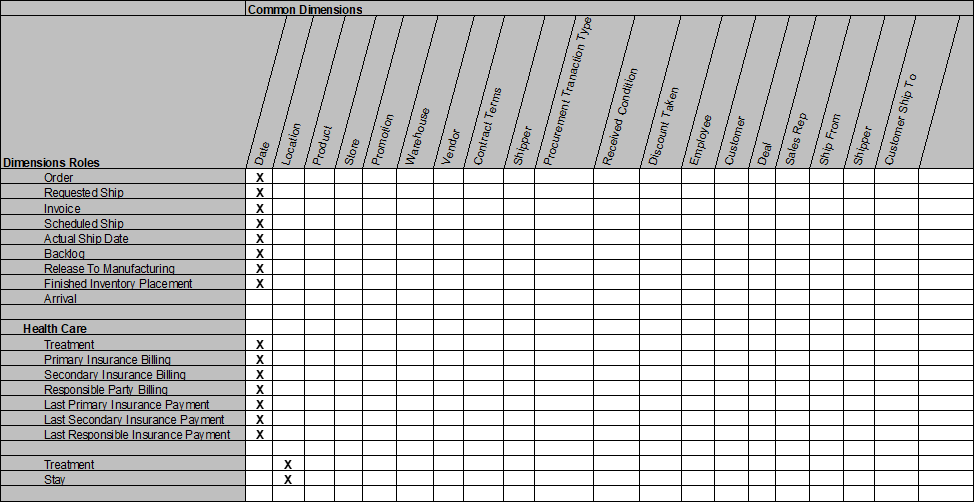 Common Dimensions
Date
Location
Product
Store
Promotion
Warehouse
Vendor
Contract Terms
Shipper
Procurement Tranaction Type
Received Condition
Discount Taken
Employee
Customer
Deal
Sales Rep
Ship From
Shipper
Customer Ship To
Dimensions Roles
Order X
Requested Ship X
Invoice X
Scheduled Ship X
Actual Ship Date X
Backlog X
Release To Manufacturing X
Finished Inventory Placement X
Arrival
Health Care
Treatment X
Primary Insurance Billing X
Secondary Insurance Billing X
Responsible Party Billing X
Last Primary Insurance Payment X
Last Secondary Insurance Payment X
Last Responsible Insurance Payment X
Treatment X
Stay X